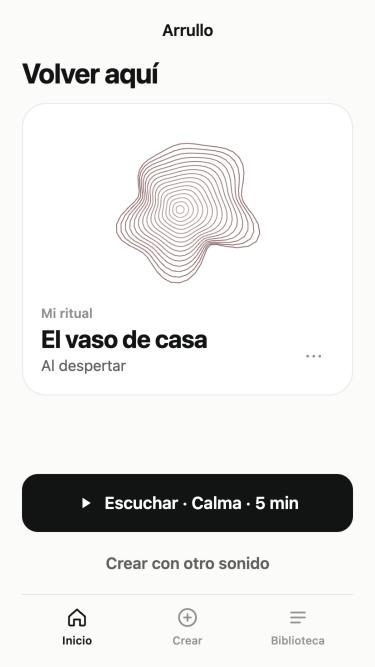 Arrullo
Volver aquí
Mi ritual
El vaso de casa
Al despertar
...
Escuchar · Calma · 5 min
Crear con otro sonido
Inicio
Crear
Biblioteca